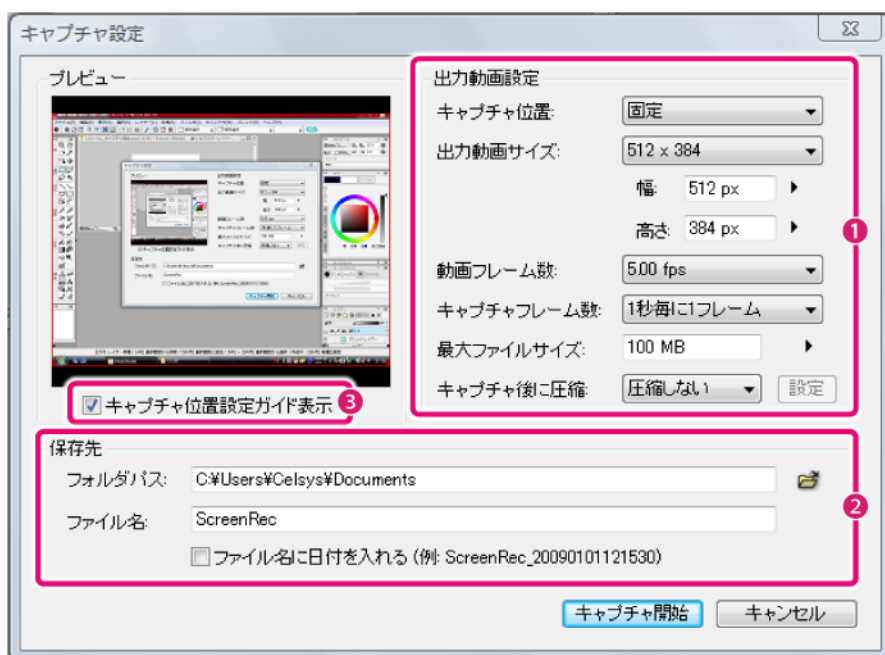 キャプチャ設定
プレビュー
キャプチャ位置設定ガイド表示
3
出力動画設定
キャプチャ位置: 固定
出力動画サイズ: 512 x 384
幅: 512 px
高さ: 384 px
動画フレーム数: 5.00 fps
キャプチャフレーム数: 1秒毎に1フレーム
最大ファイルサイズ: 100 MB
キャプチャ後に圧縮: 圧縮しない 設定
1
保存先
フォルダパス: C:¥Users¥Celsys¥Documents
ファイル名: ScreenRec
ファイル名に日付を入れる (例: ScreenRec_20090101121530)
2
キャプチャ開始 キャンセル